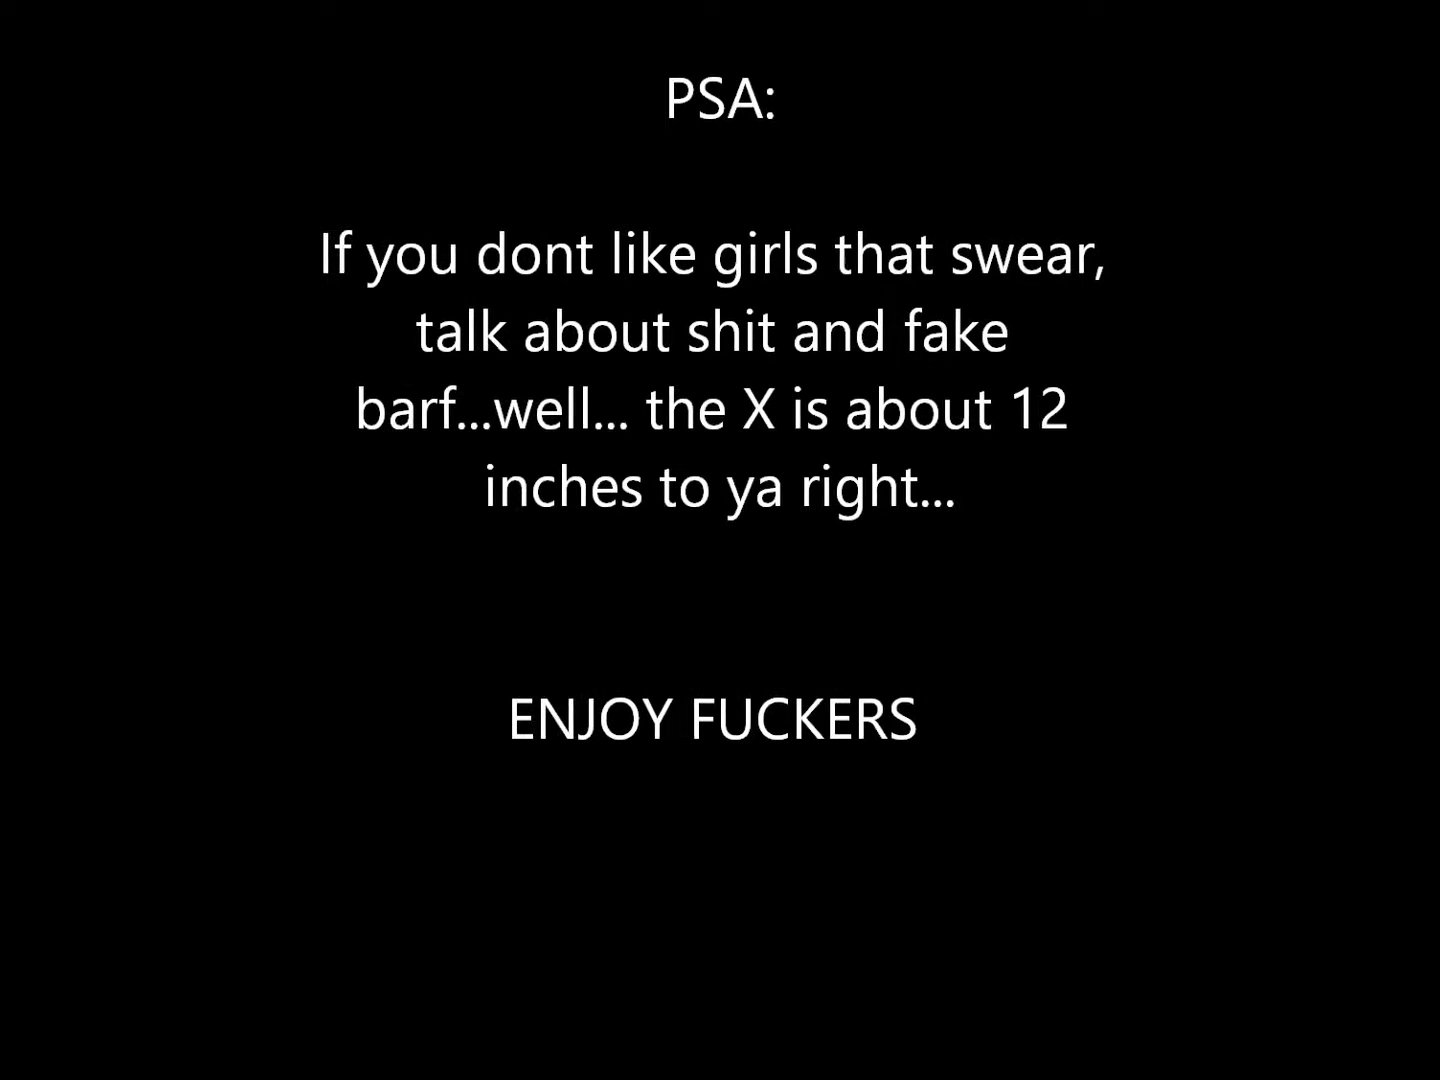 PSA:
If you dont like girls that swear,
talk about shit and fake
barf...well... the X is about 12
inches to ya right...
ENJOY FUCKERS